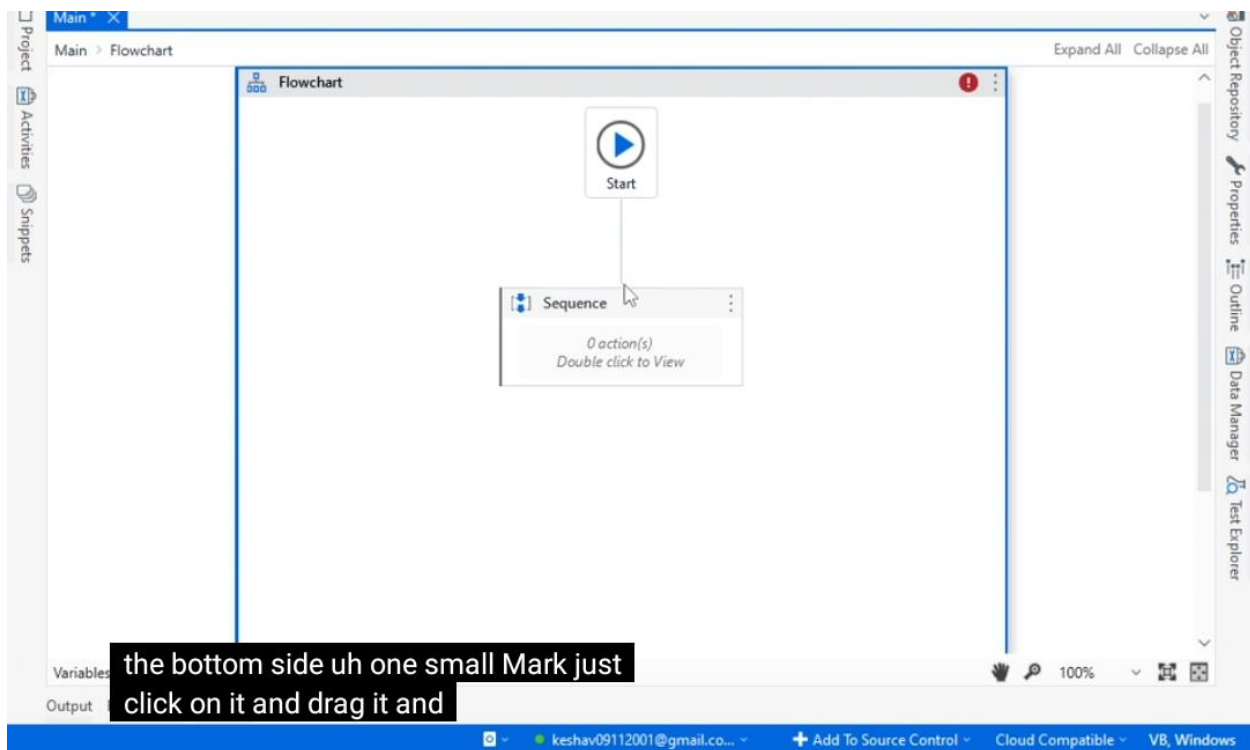 Main *
Main > Flowchart
Expand All Collapse All
Project
Activities
Snippets
Flowchart
Start
Sequence
0 action(s)
Double click to View
Object Repository
Properties
Outline
Data Manager
Test Explorer
Variables
100%
Output
the bottom side uh one small Mark just
click on it and drag it and
keshav09112001@gmail.co...
Add To Source Control
Cloud Compatible
VB, Windows